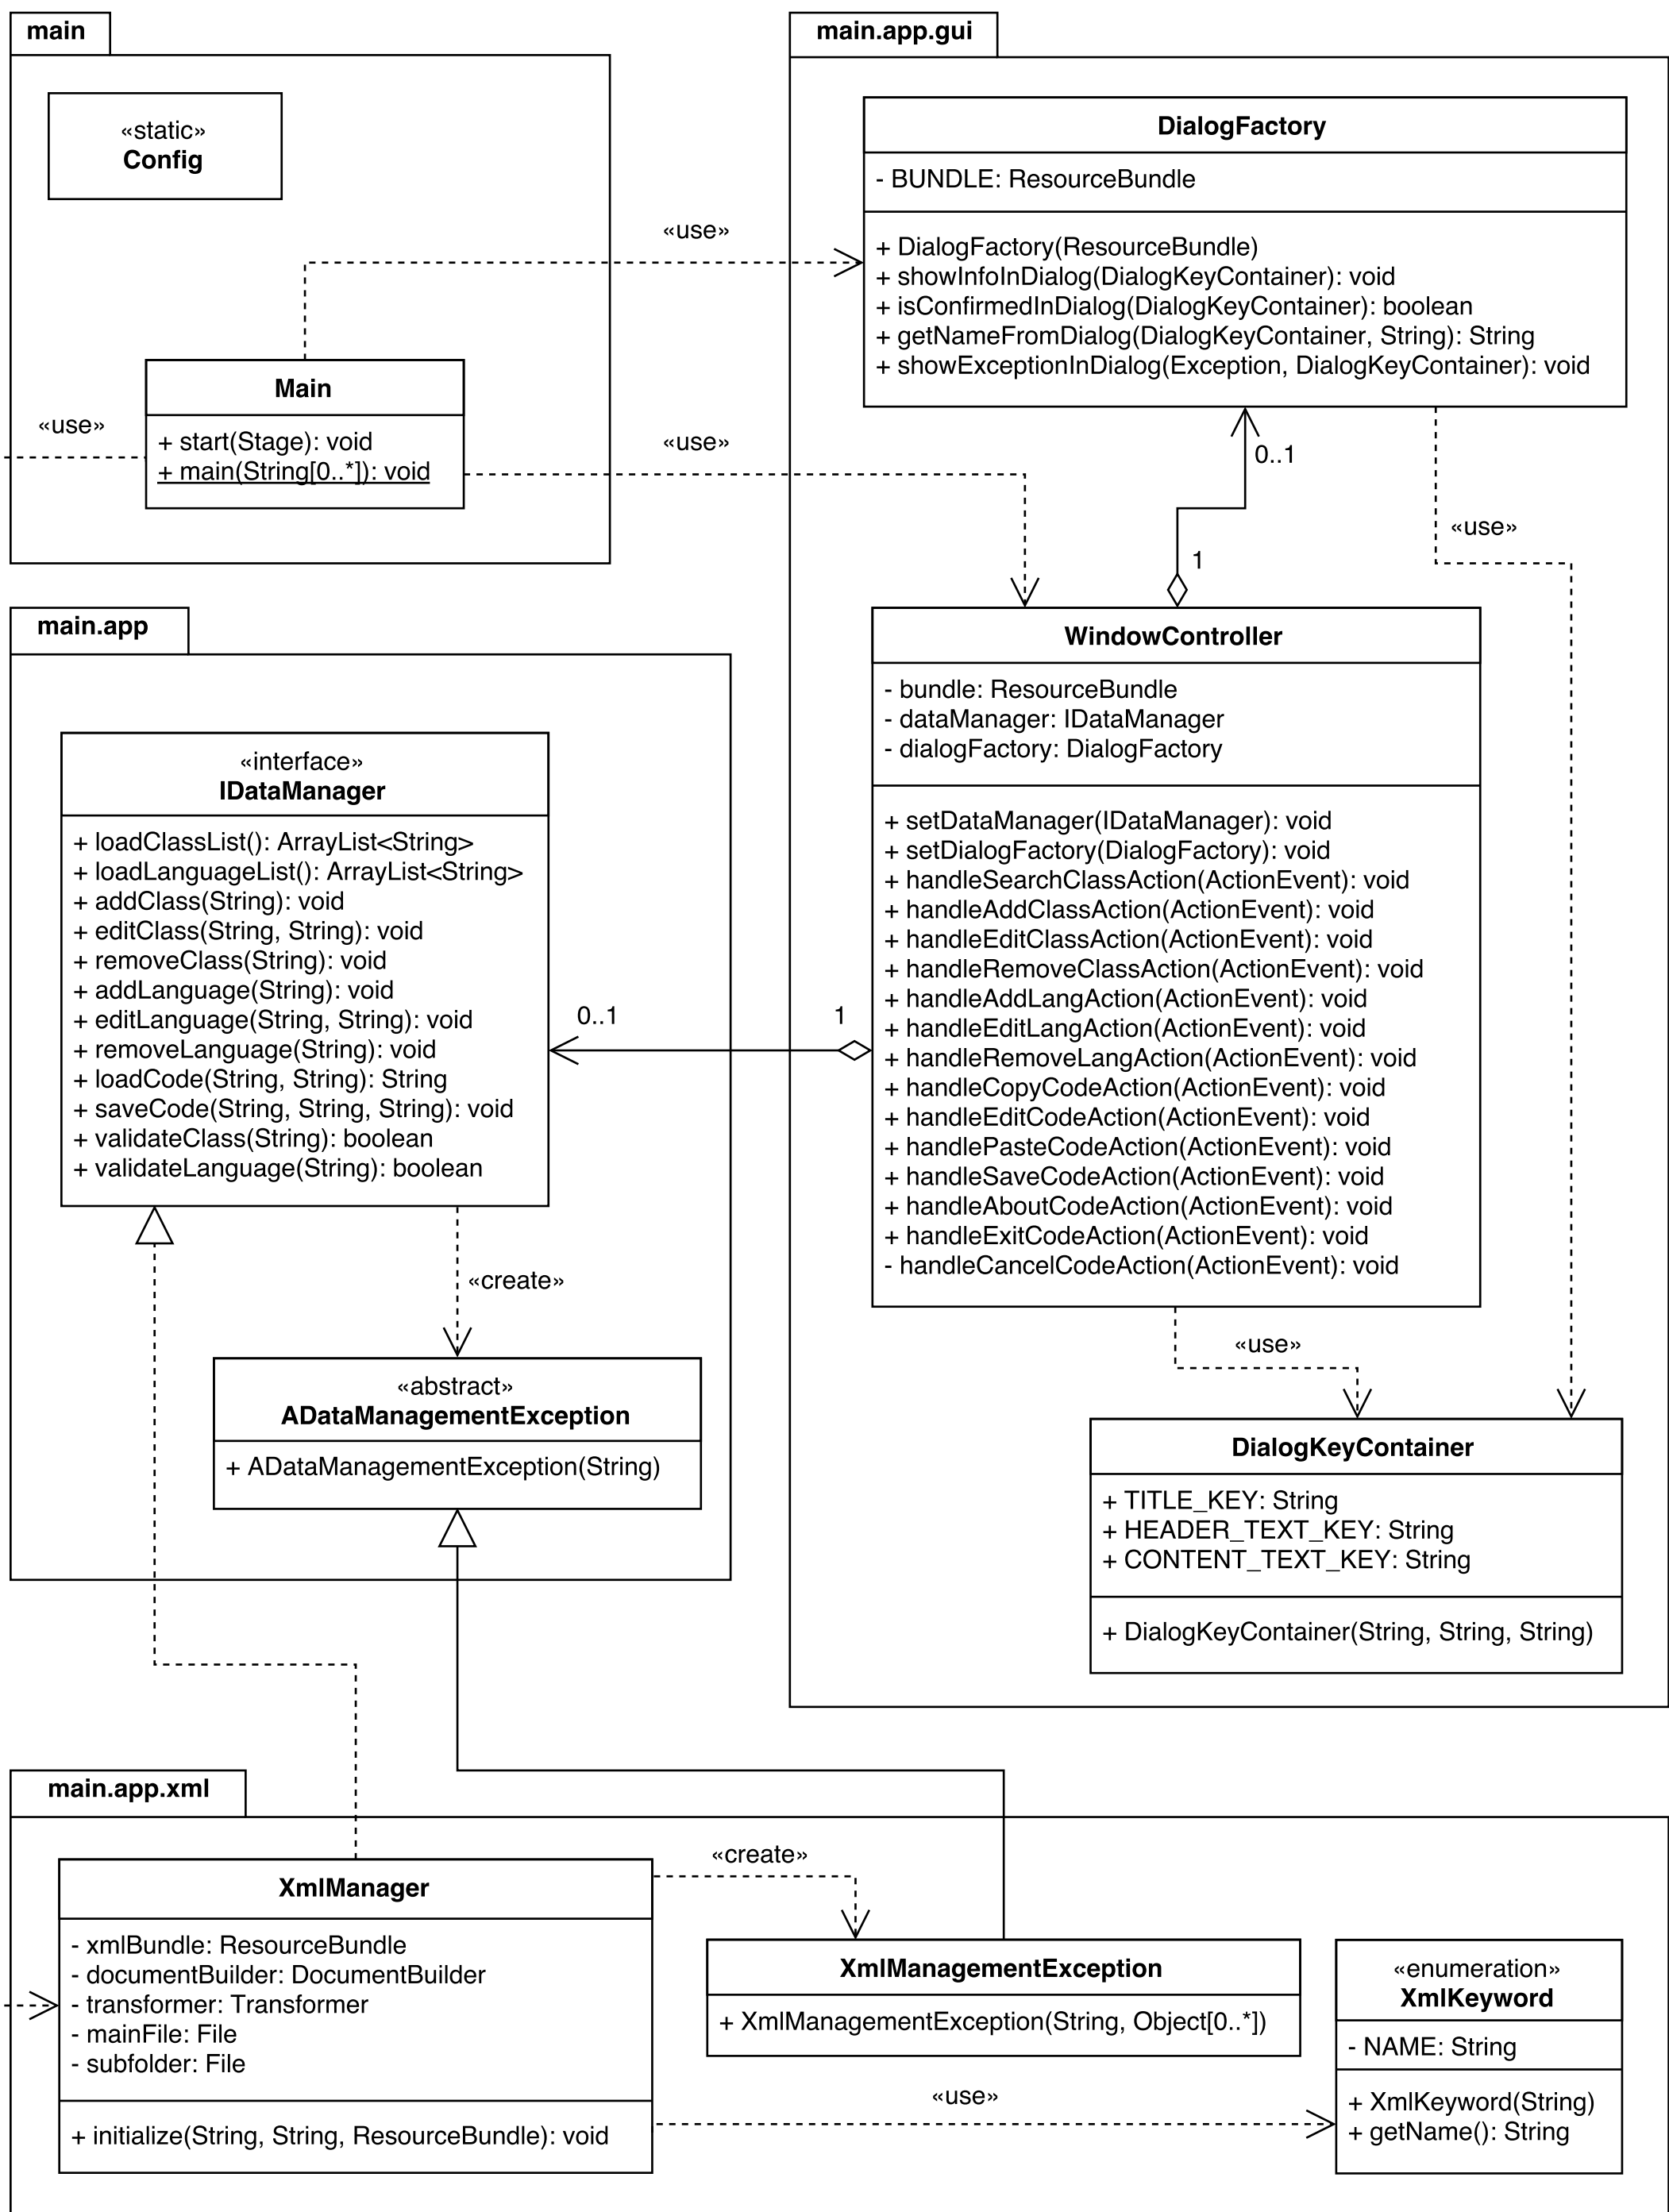 main
«static»
Config
«use»
Main
+ start(Stage): void
+ main(String[0..*]): void
«use»
«use»
main.app.gui
DialogFactory
- BUNDLE: ResourceBundle
+ DialogFactory(ResourceBundle)
+ showInfoInDialog(DialogKeyContainer): void
+ isConfirmedInDialog(DialogKeyContainer): boolean
+ getNameFromDialog(DialogKeyContainer, String): String
+ showExceptionInDialog(Exception, DialogKeyContainer): void
0..1
«use»
1
WindowController
- bundle: ResourceBundle
- dataManager: IDataManager
- dialogFactory: DialogFactory
+ setDataManager(IDataManager): void
+ setDialogFactory(DialogFactory): void
+ handleSearchClassAction(ActionEvent): void
+ handleAddClassAction(ActionEvent): void
+ handleEditClassAction(ActionEvent): void
+ handleRemoveClassAction(ActionEvent): void
+ handleAddLangAction(ActionEvent): void
+ handleEditLangAction(ActionEvent): void
+ handleRemoveLangAction(ActionEvent): void
+ handleCopyCodeAction(ActionEvent): void
+ handleEditCodeAction(ActionEvent): void
+ handlePasteCodeAction(ActionEvent): void
+ handleSaveCodeAction(ActionEvent): void
+ handleAboutCodeAction(ActionEvent): void
+ handleExitCodeAction(ActionEvent): void
- handleCancelCodeAction(ActionEvent): void
«use»
DialogKeyContainer
+ TITLE_KEY: String
+ HEADER_TEXT_KEY: String
+ CONTENT_TEXT_KEY: String
+ DialogKeyContainer(String, String, String)
main.app
«interface»
IDataManager
+ loadClassList(): ArrayList<String>
+ loadLanguageList(): ArrayList<String>
+ addClass(String): void
+ editClass(String, String): void
+ removeClass(String): void
+ addLanguage(String): void
+ editLanguage(String, String): void
+ removeLanguage(String): void
+ loadCode(String, String): String
+ saveCode(String, String, String): void
+ validateClass(String): boolean
+ validateLanguage(String): boolean
0..1
1
«create»
«abstract»
ADataManagementException
+ ADataManagementException(String)
main.app.xml
XmlManager
- xmlBundle: ResourceBundle
- documentBuilder: DocumentBuilder
- transformer: Transformer
- mainFile: File
- subfolder: File
+ initialize(String, String, ResourceBundle): void
«create»
XmlManagementException
+ XmlManagementException(String, Object[0..*])
«use»
«enumeration»
XmlKeyword
- NAME: String
+ XmlKeyword(String)
+ getName(): String